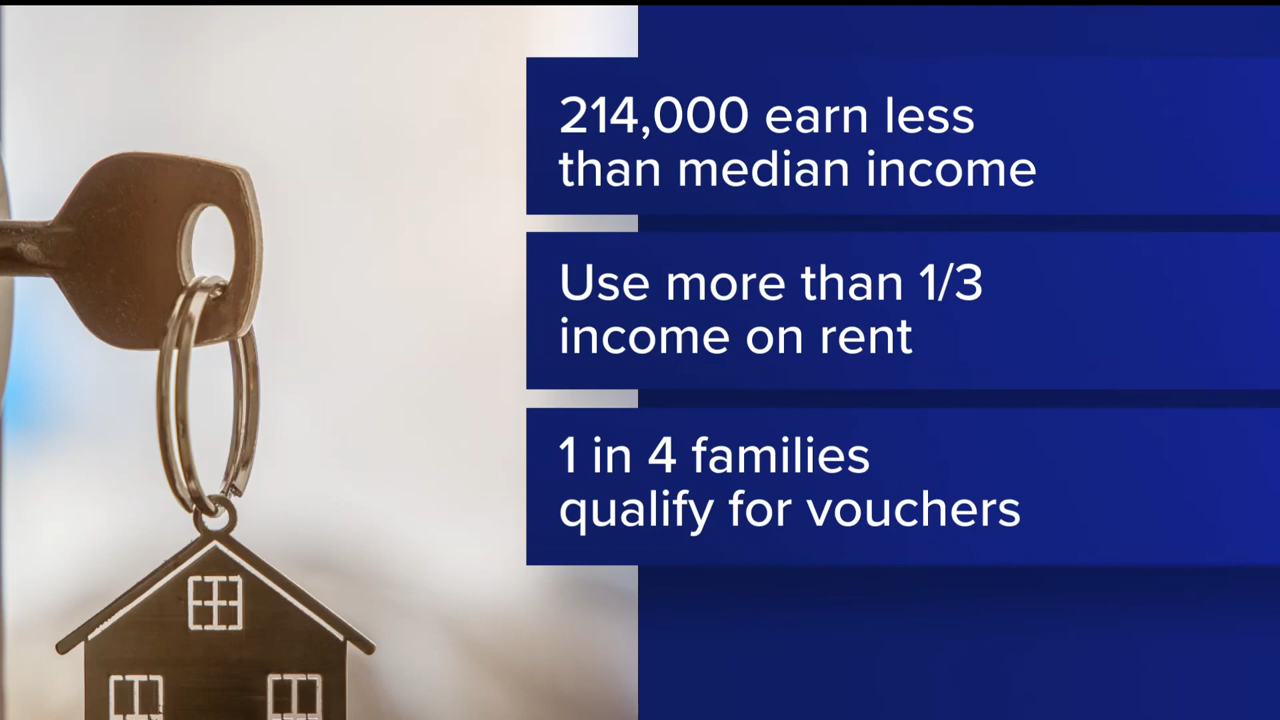 214,000 earn less
than median income
Use more than 1/3
income on rent
1 in 4 families
qualify for vouchers